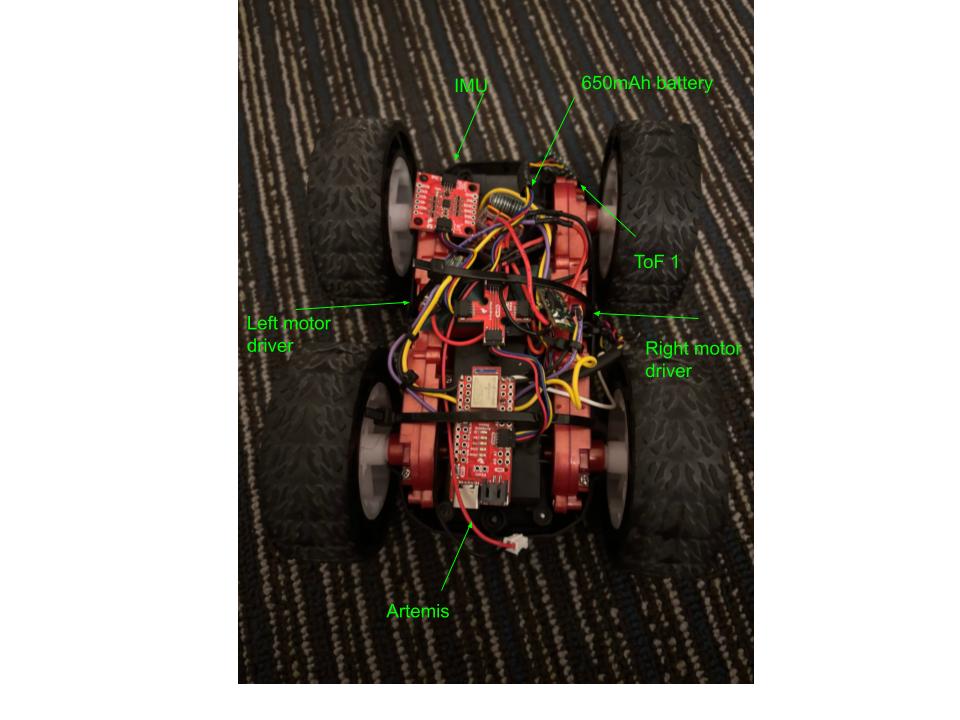 IMU
650mAh battery
ToF 1
Left motor
driver
Right motor
driver
Artemis